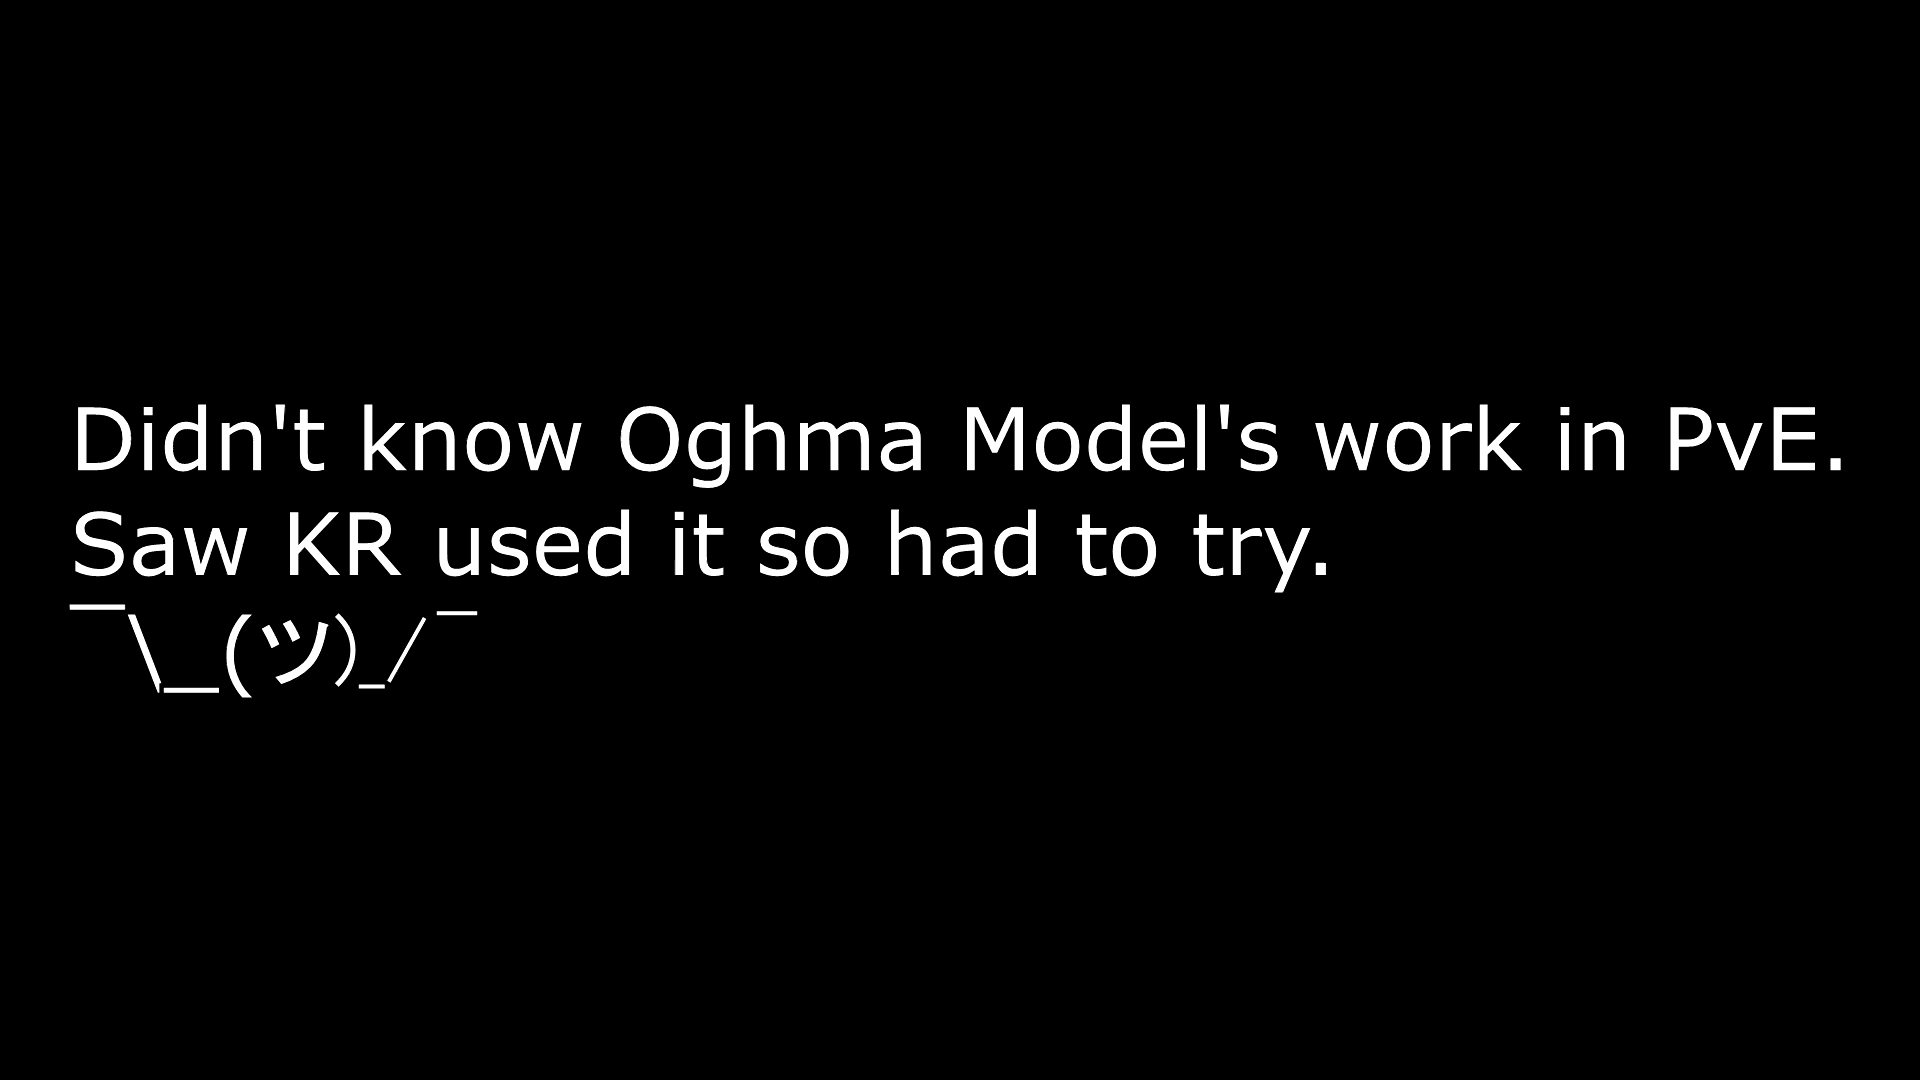 Didn't know Oghma Model's work in PvE.
Saw KR used it so had to try.
¯\_(ツ)_/¯